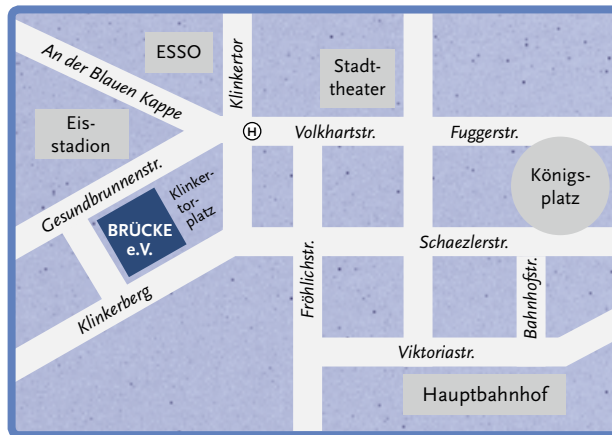 An der Blauen Kappe
ESSO
Klinkertor
Stadt-
theater
Eis-
stadion
H
Volkhartstr.
Fuggerstr.
Gesundbrunnenstr.
Klinker-
tor-
platz
Königs-
platz
BRÜCKE
e.V.
Schaezlerstr.
Fröhlichstr.
Bahnhofstr.
Klinkerberg
Viktoriastr.
Hauptbahnhof